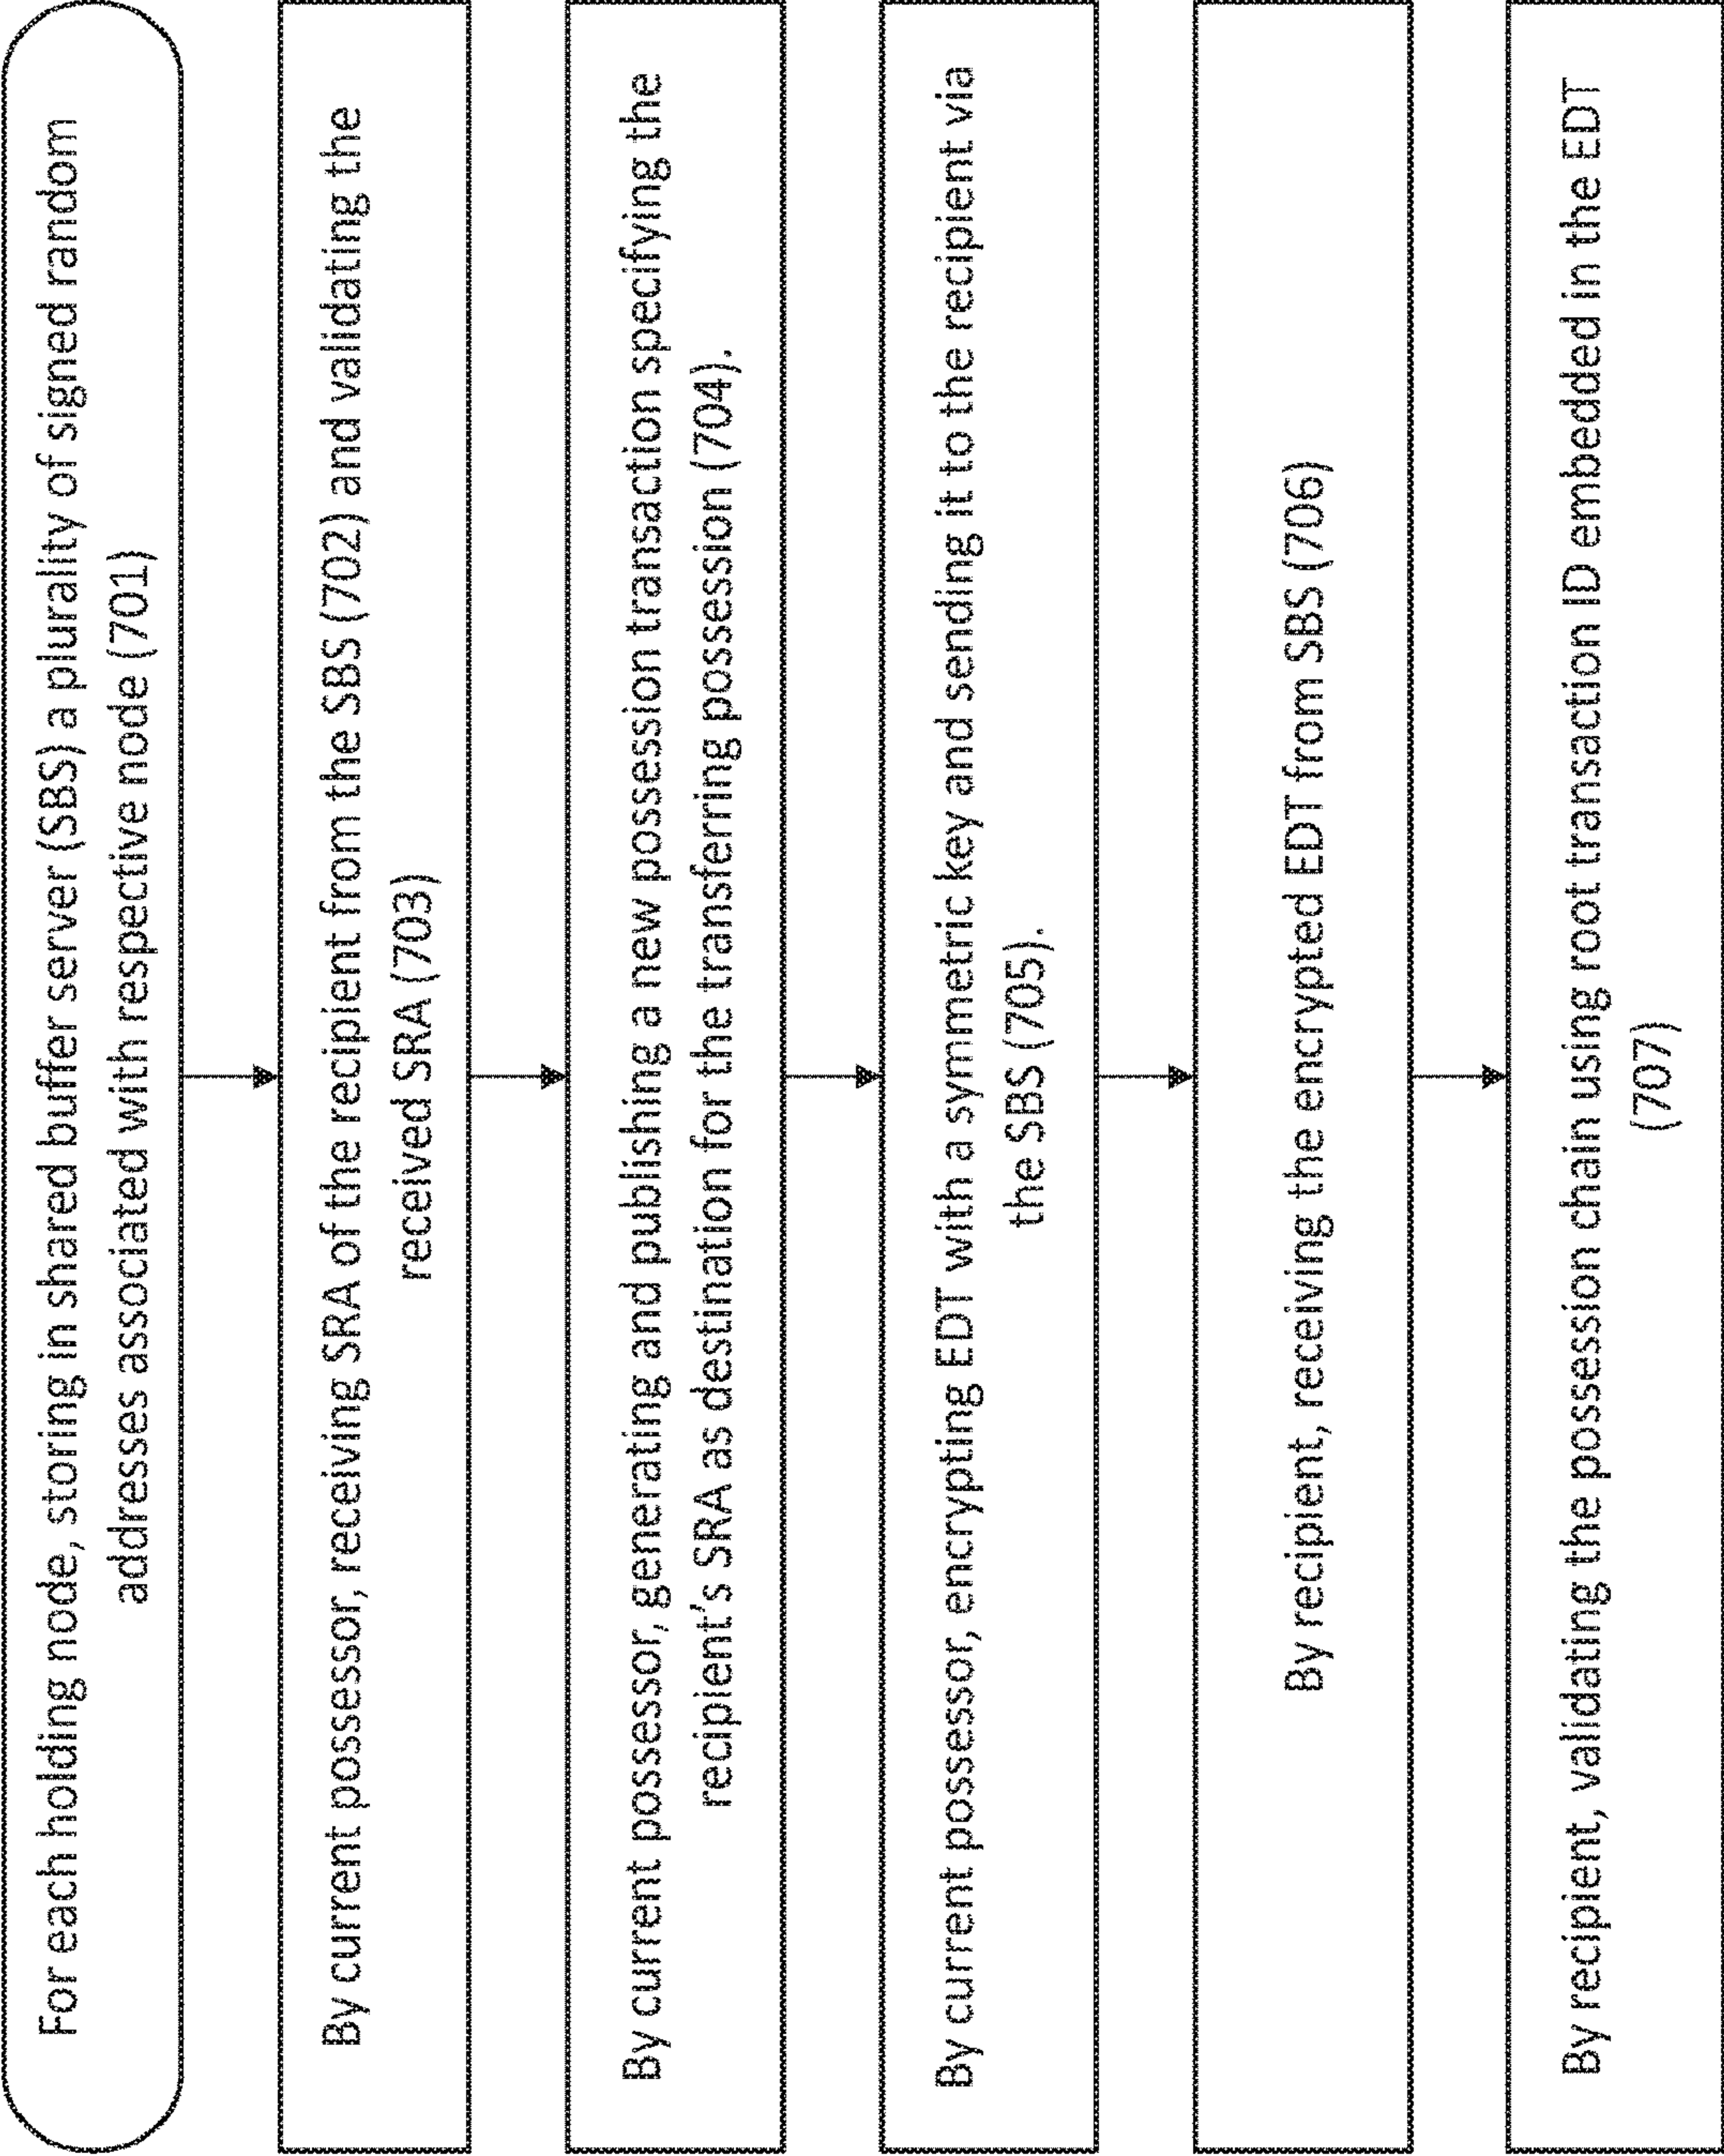 For each holding node, storing in shared buffer server (SBS) a plurality of signed random
addresses associated with respective node (701)
By current possessor, receiving SRA of the recipient from the SBS (702) and validating the
received SRA (703)
By current possessor, generating and publishing a new possession transaction specifying the
recipient's SRA as destination for the transferring possession (704).
By current possessor, encrypting EDT with a symmetric key and sending it to the recipient via
the SBS (705).
By recipient, receiving the encrypted EDT from SBS (706)
By recipient, validating the possession chain using root transaction ID embedded in the EDT
(707)